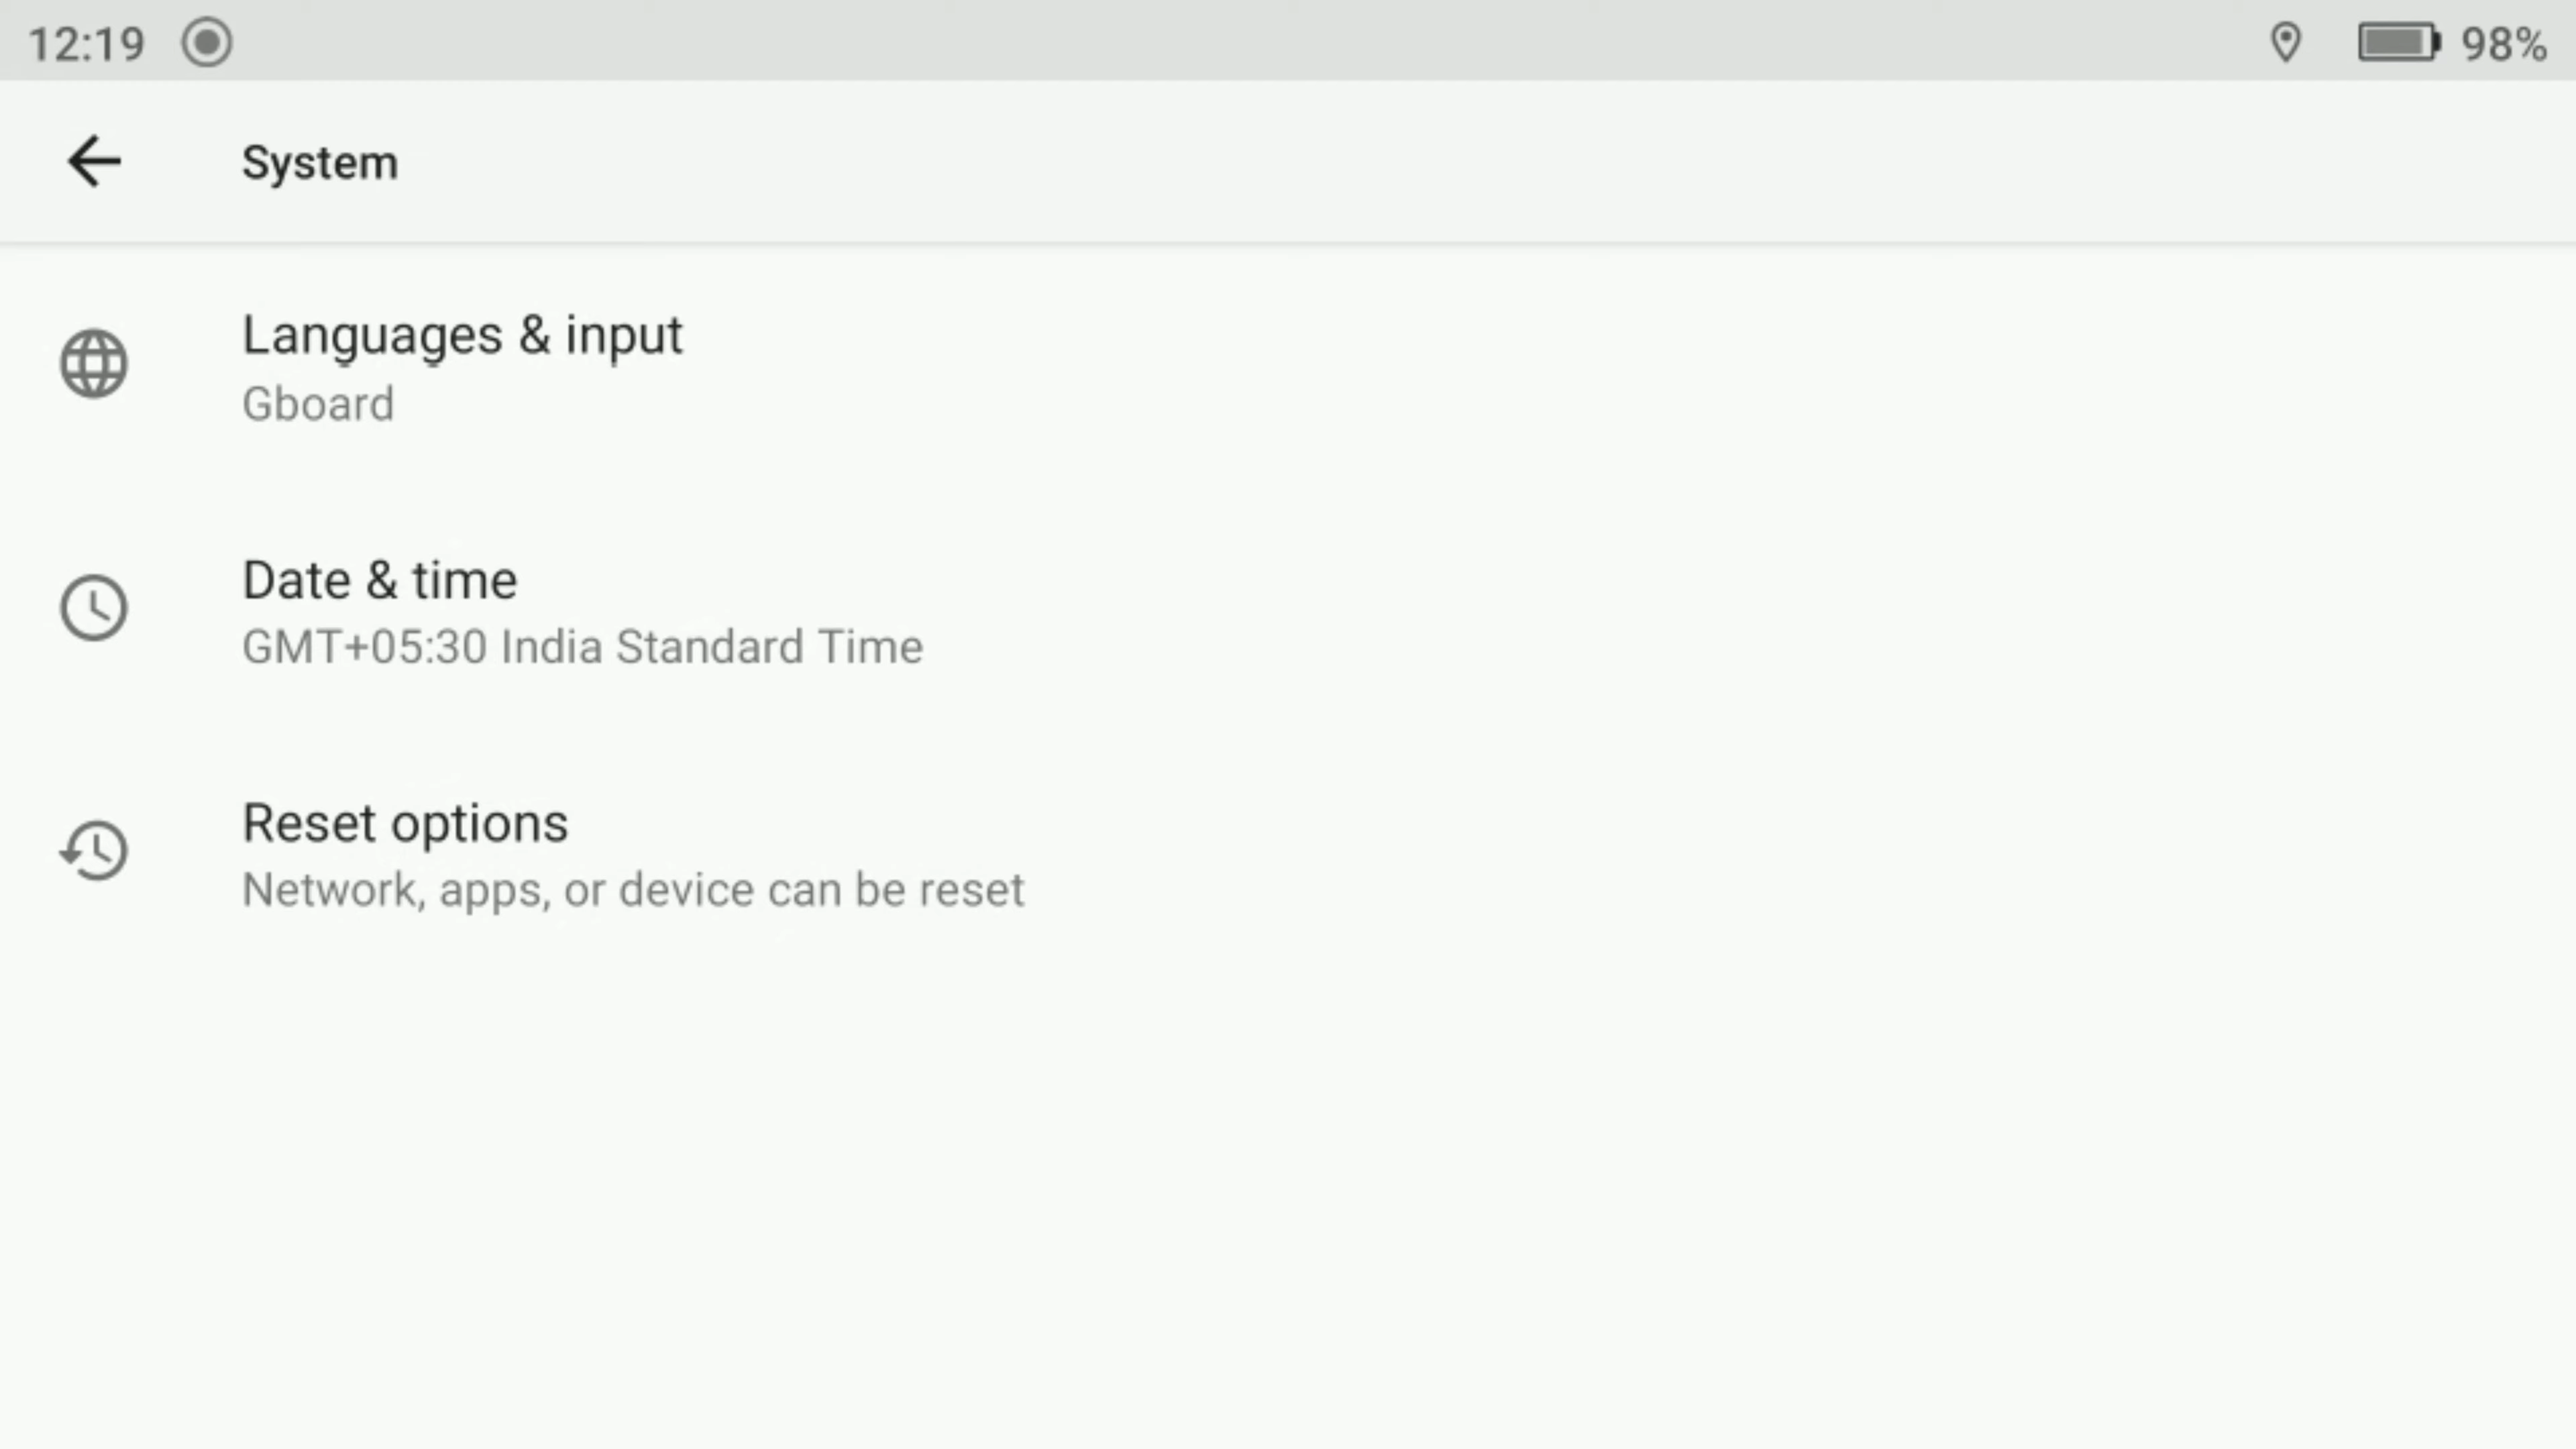 12:19
98%
System
Languages & input
Gboard
Date & time
GMT+05:30 India Standard Time
Reset options
Network, apps, or device can be reset